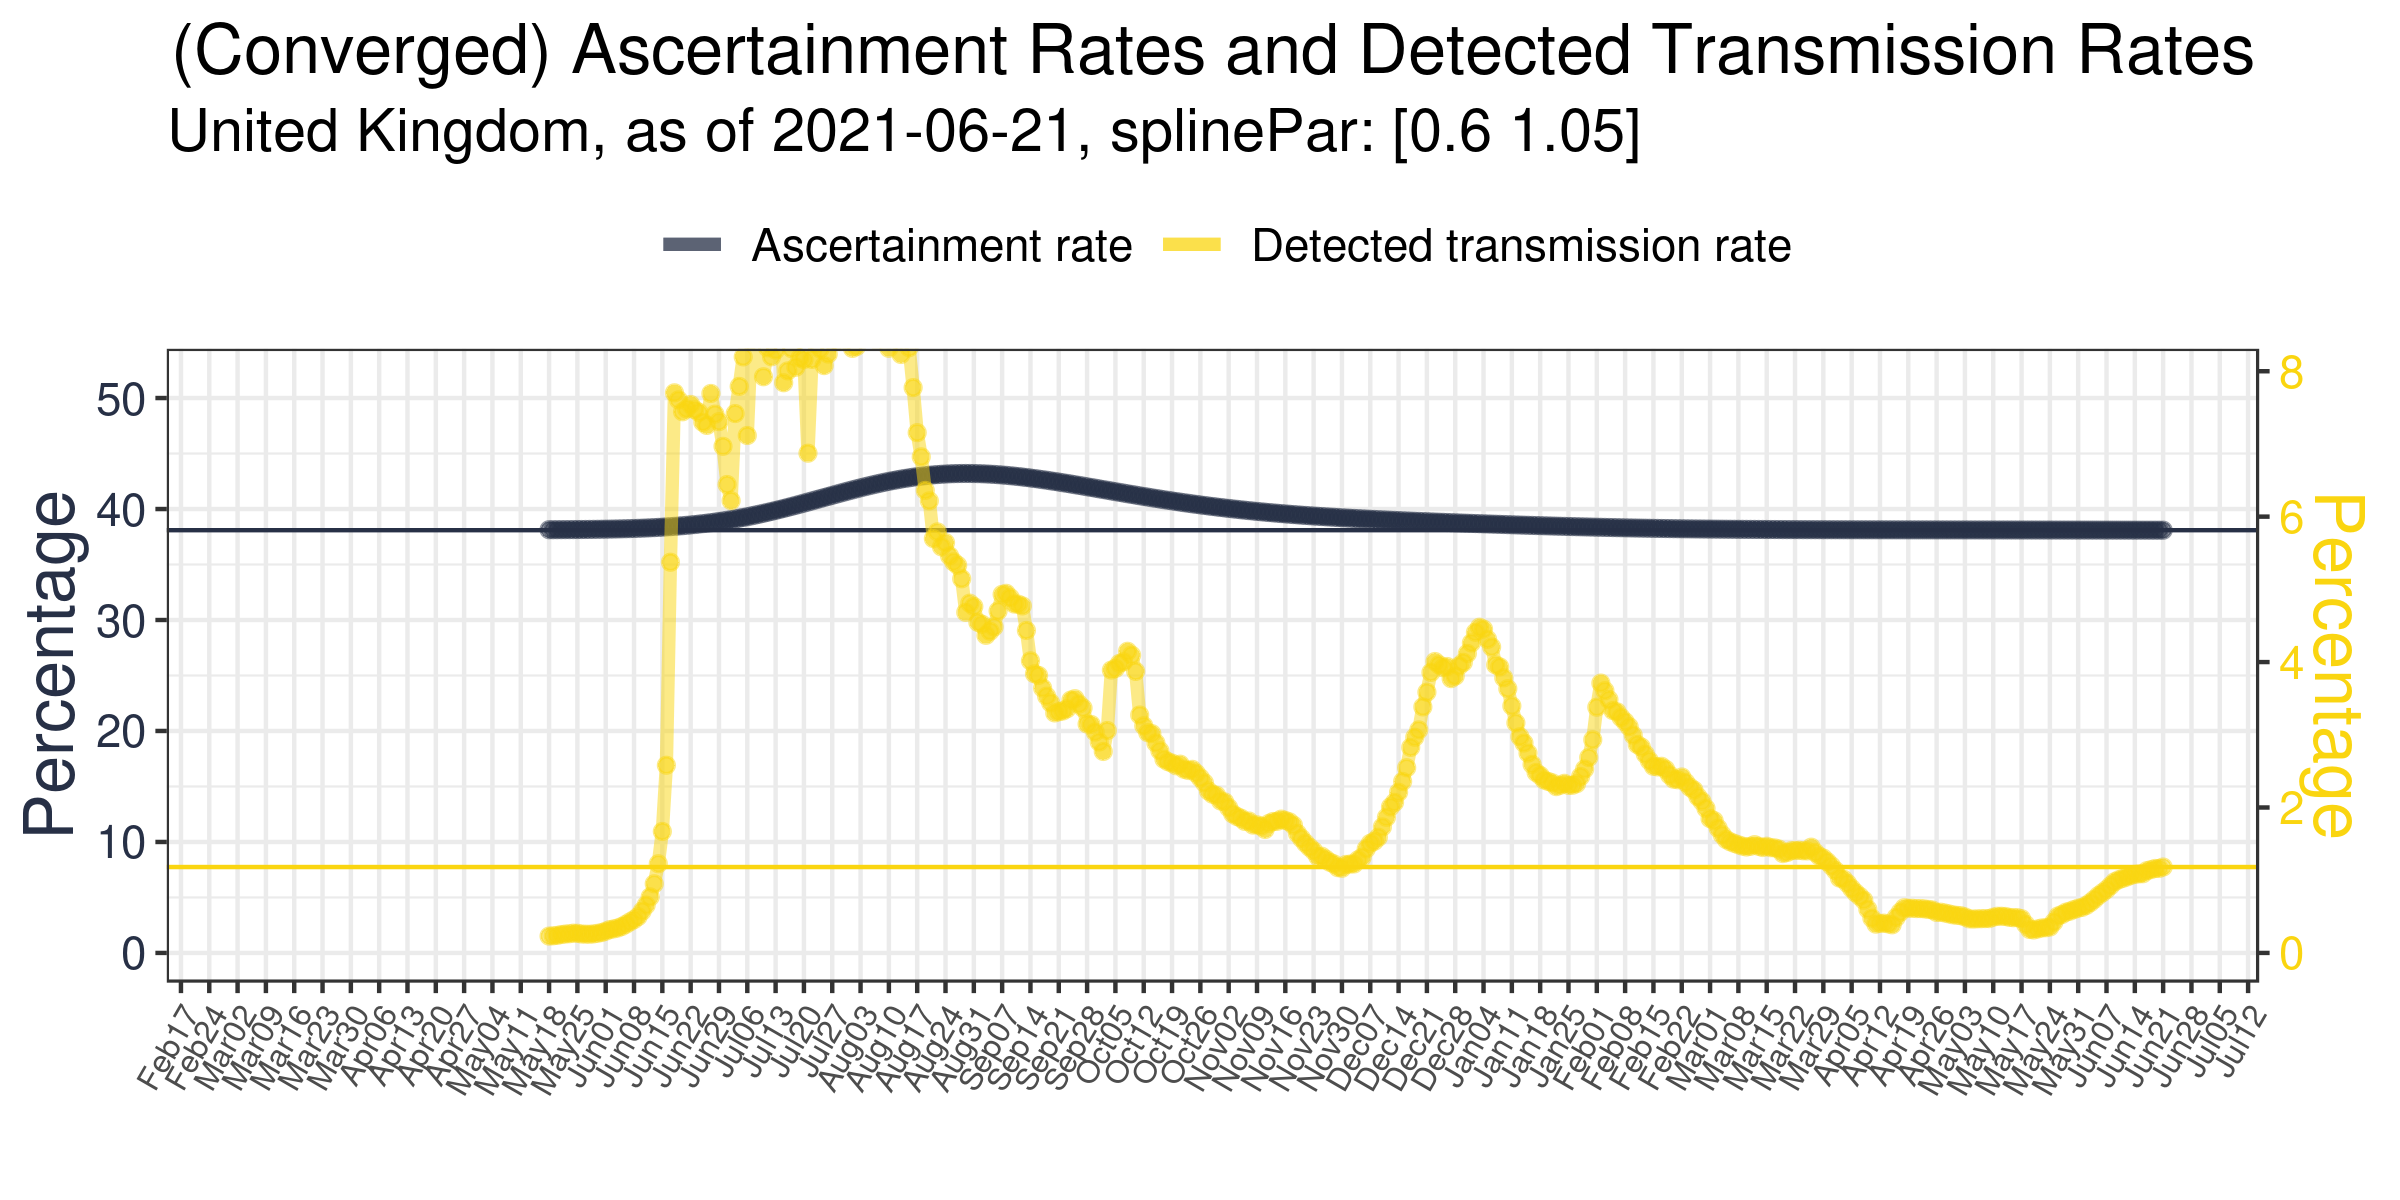 (Converged) Ascertainment Rates and Detected Transmission Rates
United Kingdom, as of 2021-06-21, splinePar: [0.6 1.05]
Ascertainment rate Detected transmission rate
Percentage
50
40
30
20
10
0
8
6
4
2
0
Percentage
Feb17
Feb24
Mar02
Mar09
Mar16
Mar23
Mar30
Apr06
Apr13
Apr20
Apr27
May04
May11
May18
May25
Jun01
Jun08
Jun15
Jun22
Jun29
Jul06
Jul13
Jul20
Jul27
Aug03
Aug10
Aug17
Aug24
Aug31
Sep07
Sep14
Sep21
Sep28
Oct05
Oct12
Oct19
Oct26
Nov02
Nov09
Nov16
Nov23
Nov30
Dec07
Dec14
Dec21
Dec28
Jan04
Jan11
Jan18
Jan25
Feb01
Feb08
Feb15
Feb22
Mar01
Mar08
Mar15
Mar22
Mar29
Apr05
Apr12
Apr19
Apr26
May03
May10
May17
May24
May31
Jun07
Jun14
Jun21
Jun28
Jul05
Jul12